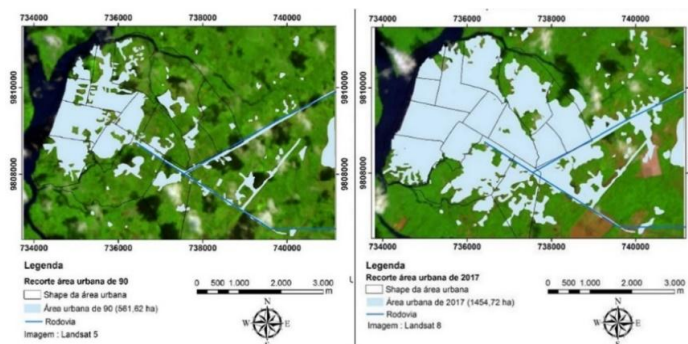 734000 736000 738000 740000
9810000
9808000
734000 736000 738000 740000
Legenda
Recorte área urbana de 90
Shape da área urbana
Área urbana de 90 (561,62 ha)
Rodovia
Imagem : Landsat 5
0 500 1.000 2.000 3.000
m
N
W E
S
734000 736000 738000 740000
9810000
9808000
734000 736000 738000 740000
Legenda
Recorte área urbana de 2017
Shape da área urbana
Área urbana de 2017 (1454,72 ha)
Rodovia
Imagem : Landsat 8
0 500 1.000 2.000 3.000
m
N
W E
S